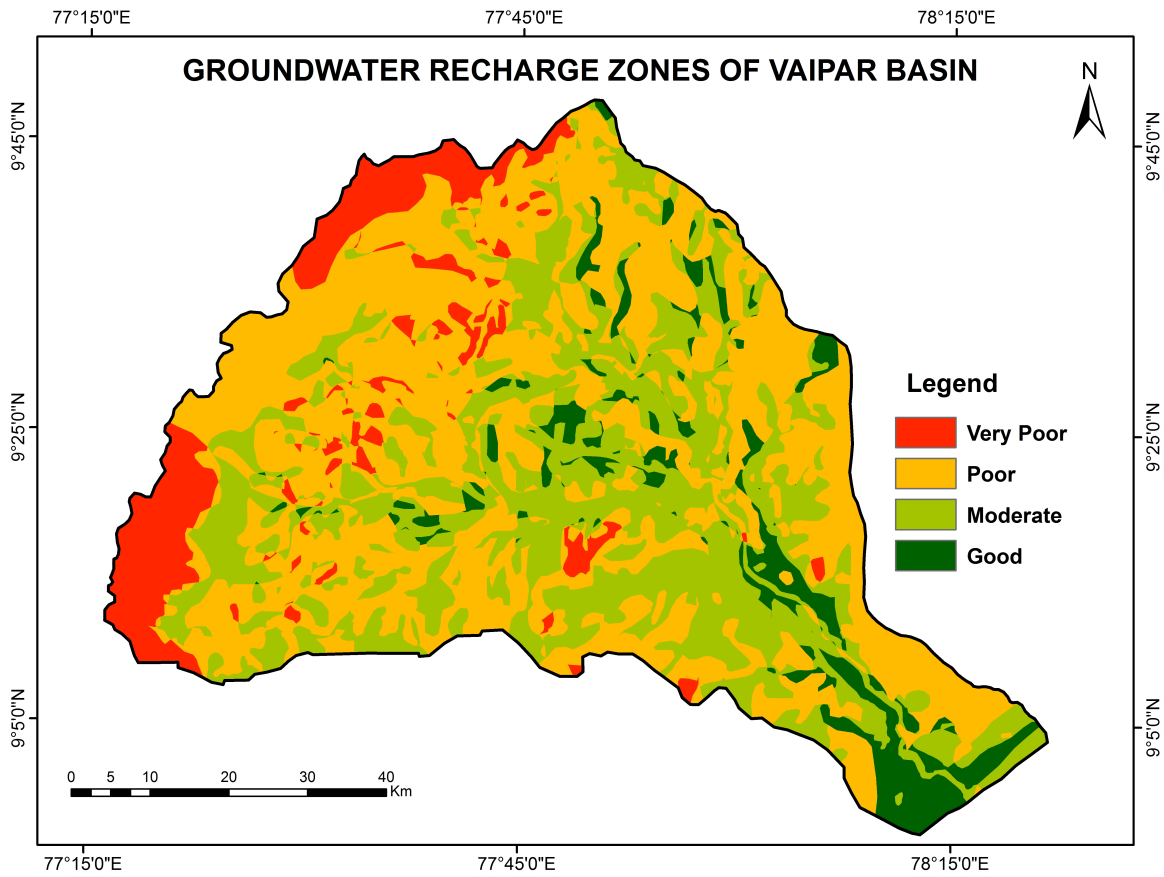 77°15'0"E 77°45'0"E 78°15'0"E
GROUNDWATER RECHARGE ZONES OF VAIPAR BASIN
N
9°45'0"N
9°45'0"N
Legend
9°25'0"N
9°25'0"N
Very Poor
Poor
Moderate
Good
9°5'0"N
9°5'0"N
0 5 10 20 30 40
Km
77°15'0"E 77°45'0"E 78°15'0"E